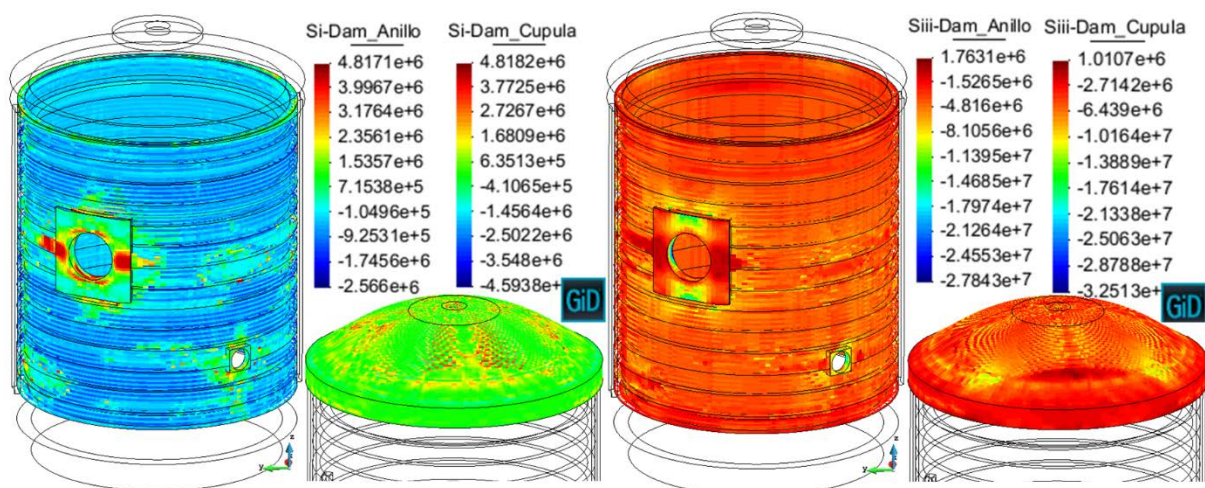 Si-Dam_Anillo
4.8171e+6
3.9967e+6
3.1764e+6
2.3561e+6
1.5357e+6
7.1538e+5
-1.0496e+5
-9.2531e+5
-1.7456e+6
-2.566e+6
Si-Dam_Cupula
4.8182e+6
3.7725e+6
2.7267e+6
1.6809e+6
6.3513e+5
-4.1065e+5
-1.4564e+6
-2.5022e+6
-3.548e+6
-4.5938e+
GiD
z
y
Siii-Dam_Anillo
1.7631e+6
-1.5265e+6
-4.816e+6
-8.1056e+6
-1.1395e+7
-1.4685e+7
-1.7974e+7
-2.1264e+7
-2.4553e+7
-2.7843e+7
Siii-Dam_Cupula
1.0107e+6
-2.7142e+6
-6.439e+6
-1.0164e+7
-1.3889e+7
-1.7614e+7
-2.1338e+7
-2.5063e+7
-2.8788e+7
-3.2513e+
GiD
z
y